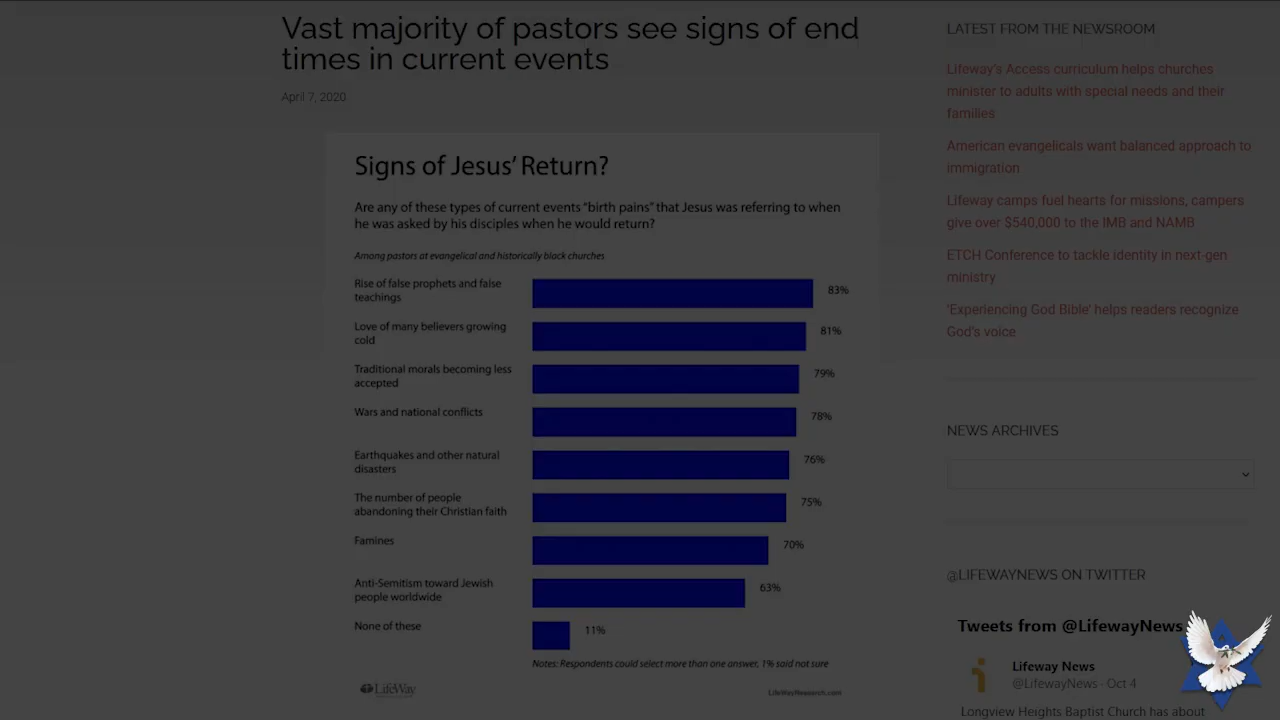 Vast majority of pastors see signs of end
times in current events
April 7, 2020
Signs of Jesus' Return?
Are any of these types of current events "birth pains" that Jesus was referring to when
he was asked by his disciples when he would return?
Among pastors at evangelical and historically black churches
Rise of false prophets and false
teachings
83%
Love of many believers growing
cold
81%
Traditional morals becoming less
accepted
79%
Wars and national conflicts
78%
Earthquakes and other natural
disasters
76%
The number of people
abandoning their Christian faith
75%
Famines
70%
Anti-Semitism toward Jewish
people worldwide
63%
None of these
11%
Notes: Respondents could select more than one answer, 1% said not sure
LifeWay
LifeWayResearch.com
LATEST FROM THE NEWSROOM
Lifeway's Access curriculum helps churches
minister to adults with special needs and their
families
American evangelicals want balanced approach to
immigration
Lifeway camps fuel hearts for missions, campers
give over $540,000 to the IMB and NAMB
ETCH Conference to tackle identity in next-gen
ministry
'Experiencing God Bible' helps readers recognize
God's voice
NEWS ARCHIVES
@LIFEWAYNEWS ON TWITTER
Tweets from @LifewayNews
Lifeway News
@LifewayNews · Oct 4
Longview Heights Baptist Church has about